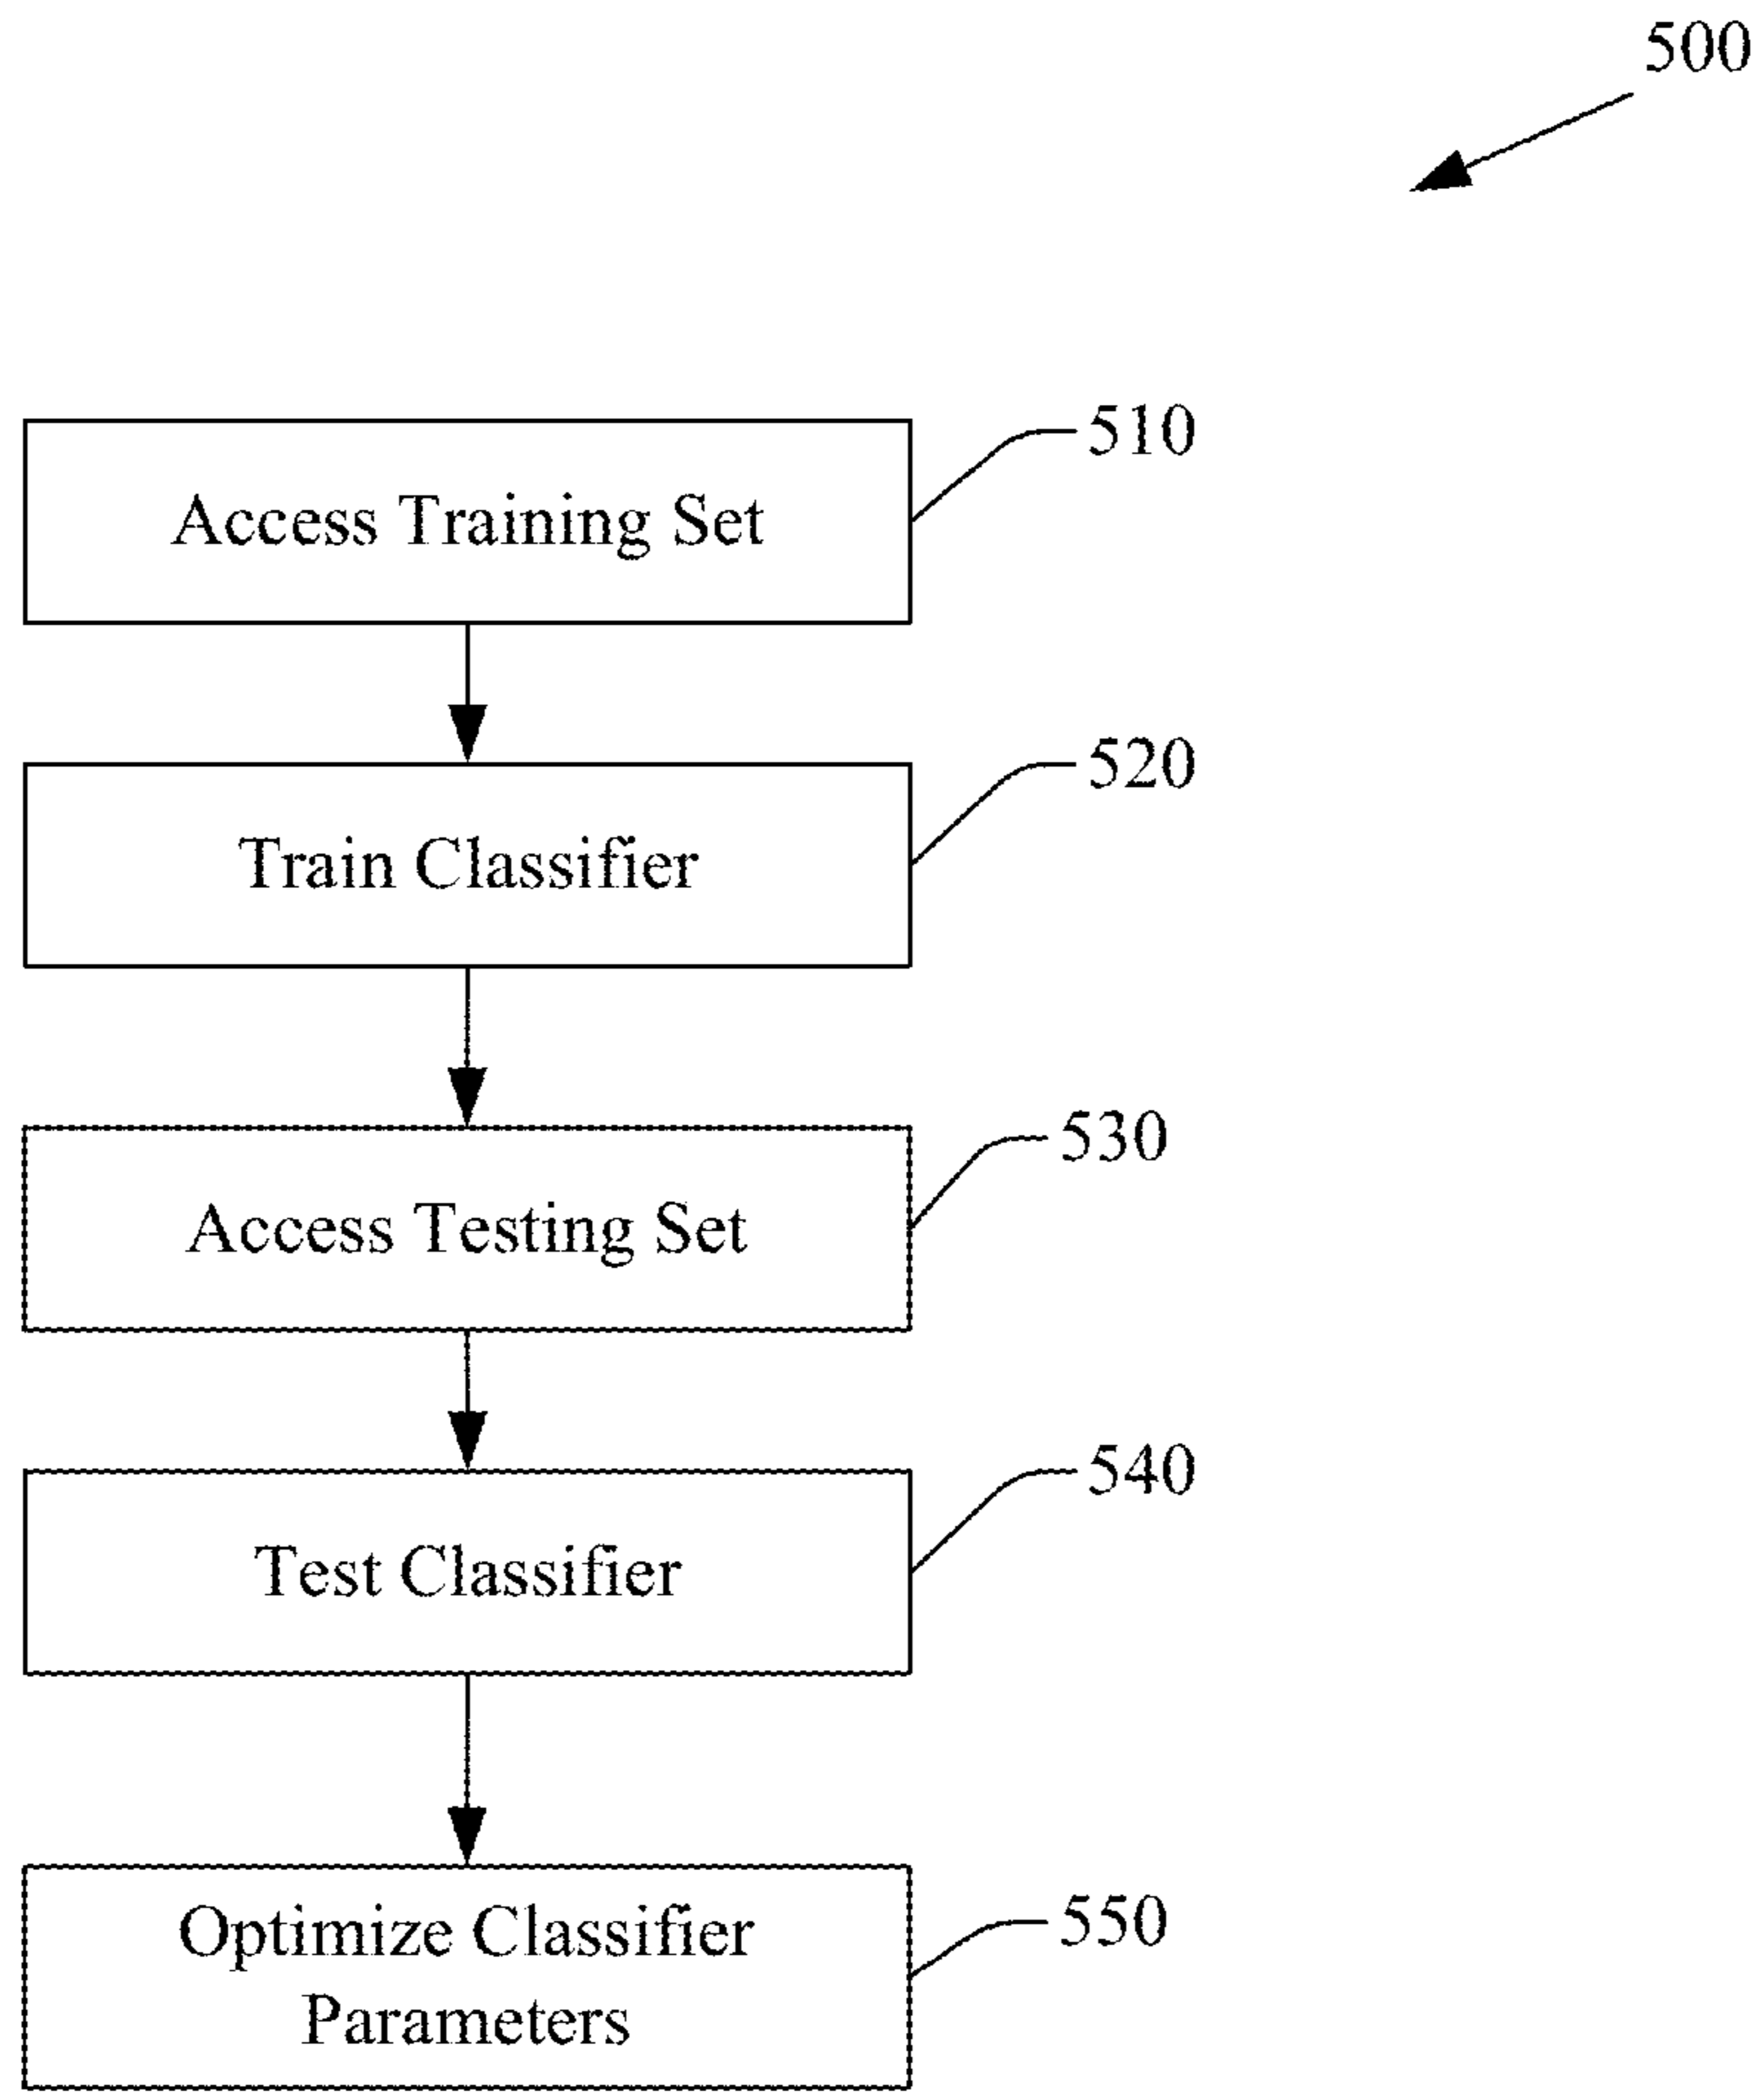 500
510
Access Training Set
520
Train Classifier
530
Access Testing Set
540
Test Classifier
550
Optimize Classifier
Parameters